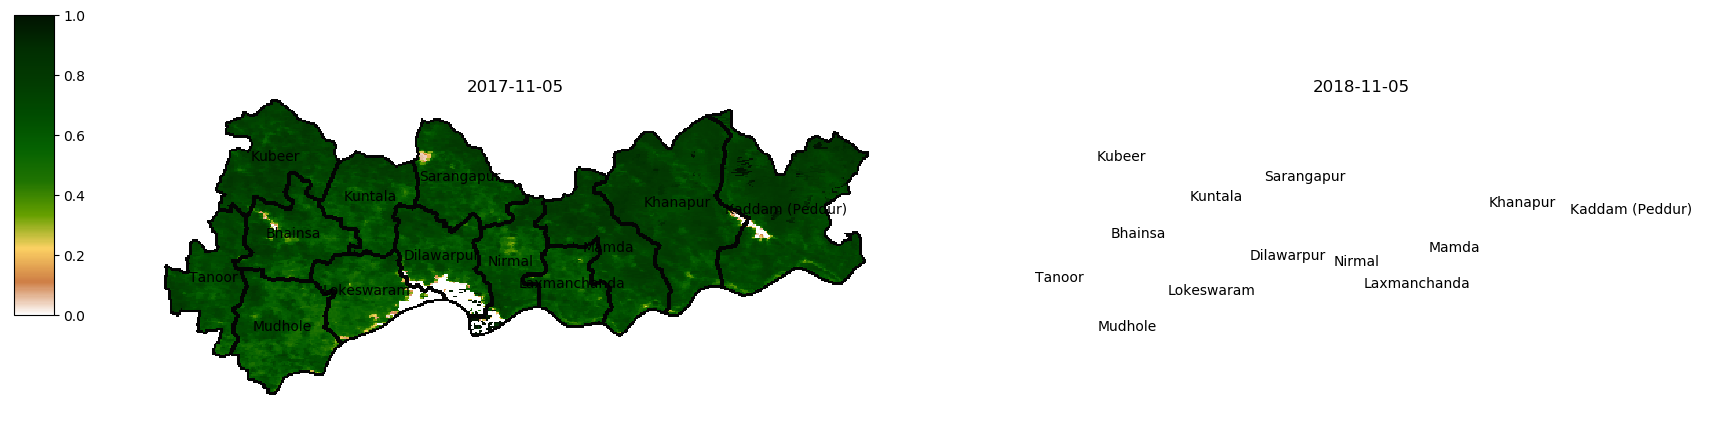 1.0
0.8
0.6
0.4
0.2
0.0
2017-11-05
Kubeer
Sarangapur
Kuntala
Khanapur
Kaddam (Peddur)
Bhainsa
Mamda
Dilawarpur
Nirmal
Tanoor
Laxmanchanda
Lokeswaram
Mudhole
2018-11-05
Kubeer
Sarangapur
Kuntala
Khanapur
Kaddam (Peddur)
Bhainsa
Mamda
Dilawarpur
Nirmal
Tanoor
Laxmanchanda
Lokeswaram
Mudhole